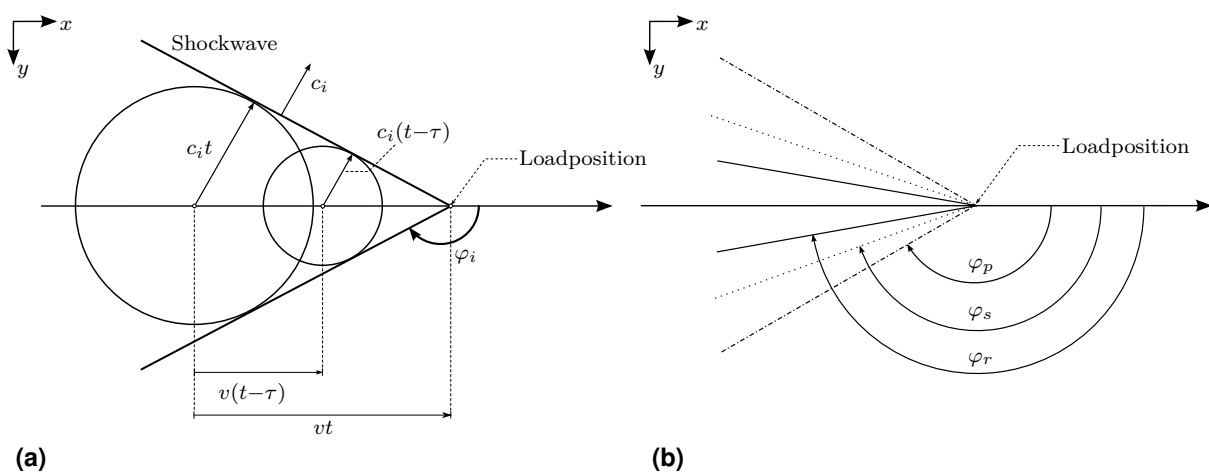 x
y
Shockwave
c_i
c_i(t−τ)
c_i t
Loadposition
φ_i
v(t−τ)
vt
(a)
x
y
Loadposition
φ_p
φ_s
φ_r
(b)